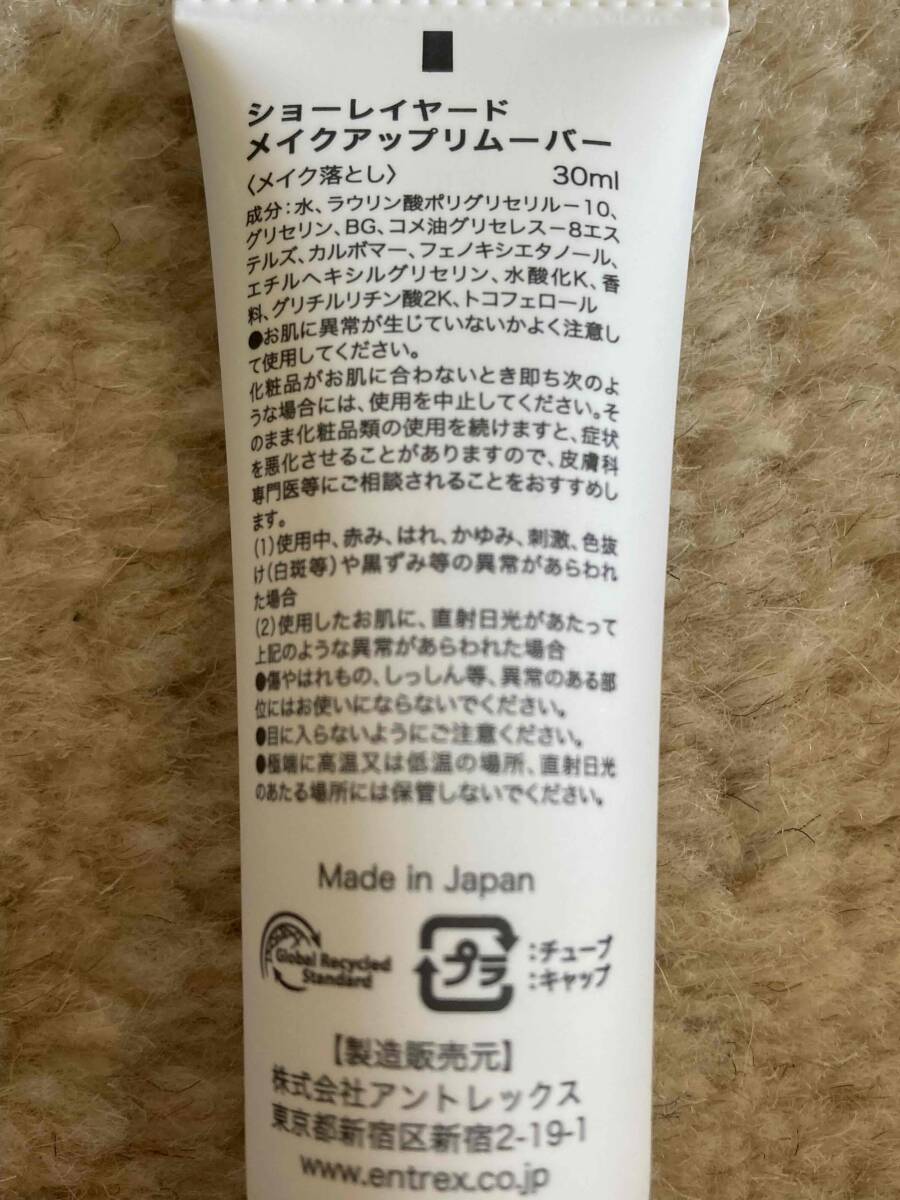 ショーレイヤード
メイクアップリムーバー
〈メイク落とし〉 30ml
成分：水、ラウリン酸ポリグリセリル－10、
グリセリン、BG、コメ油グリセレス－8エス
テルズ、カルボマー、フェノキシエタノール、
エチルヘキシルグリセリン、水酸化K、香
料、グリチルリチン酸2K、トコフェロール
●お肌に異常が生じていないかよく注意し
て使用してください。
化粧品がお肌に合わないとき即ち次のよ
うな場合には、使用を中止してください。そ
のまま化粧品類の使用を続けますと、症状
を悪化させることがありますので、皮膚科
専門医等にご相談されることをおすすめし
ます。
(1)使用中、赤み、はれ、かゆみ、刺激、色抜
け(白斑等)や黒ずみ等の異常があらわれ
た場合
(2)使用したお肌に、直射日光があたって
上記のような異常があらわれた場合
●傷やはれもの、しっしん等、異常のある部
位にはお使いにならないでください。
●目に入らないようにご注意ください。
●極端に高温又は低温の場所、直射日光
のあたる場所には保管しないでください。
Made in Japan
Global Recycled
Standard
プラ
：チューブ
：キャップ
【製造販売元】
株式会社アントレックス
東京都新宿区新宿2-19-1
www.entrex.co.jp